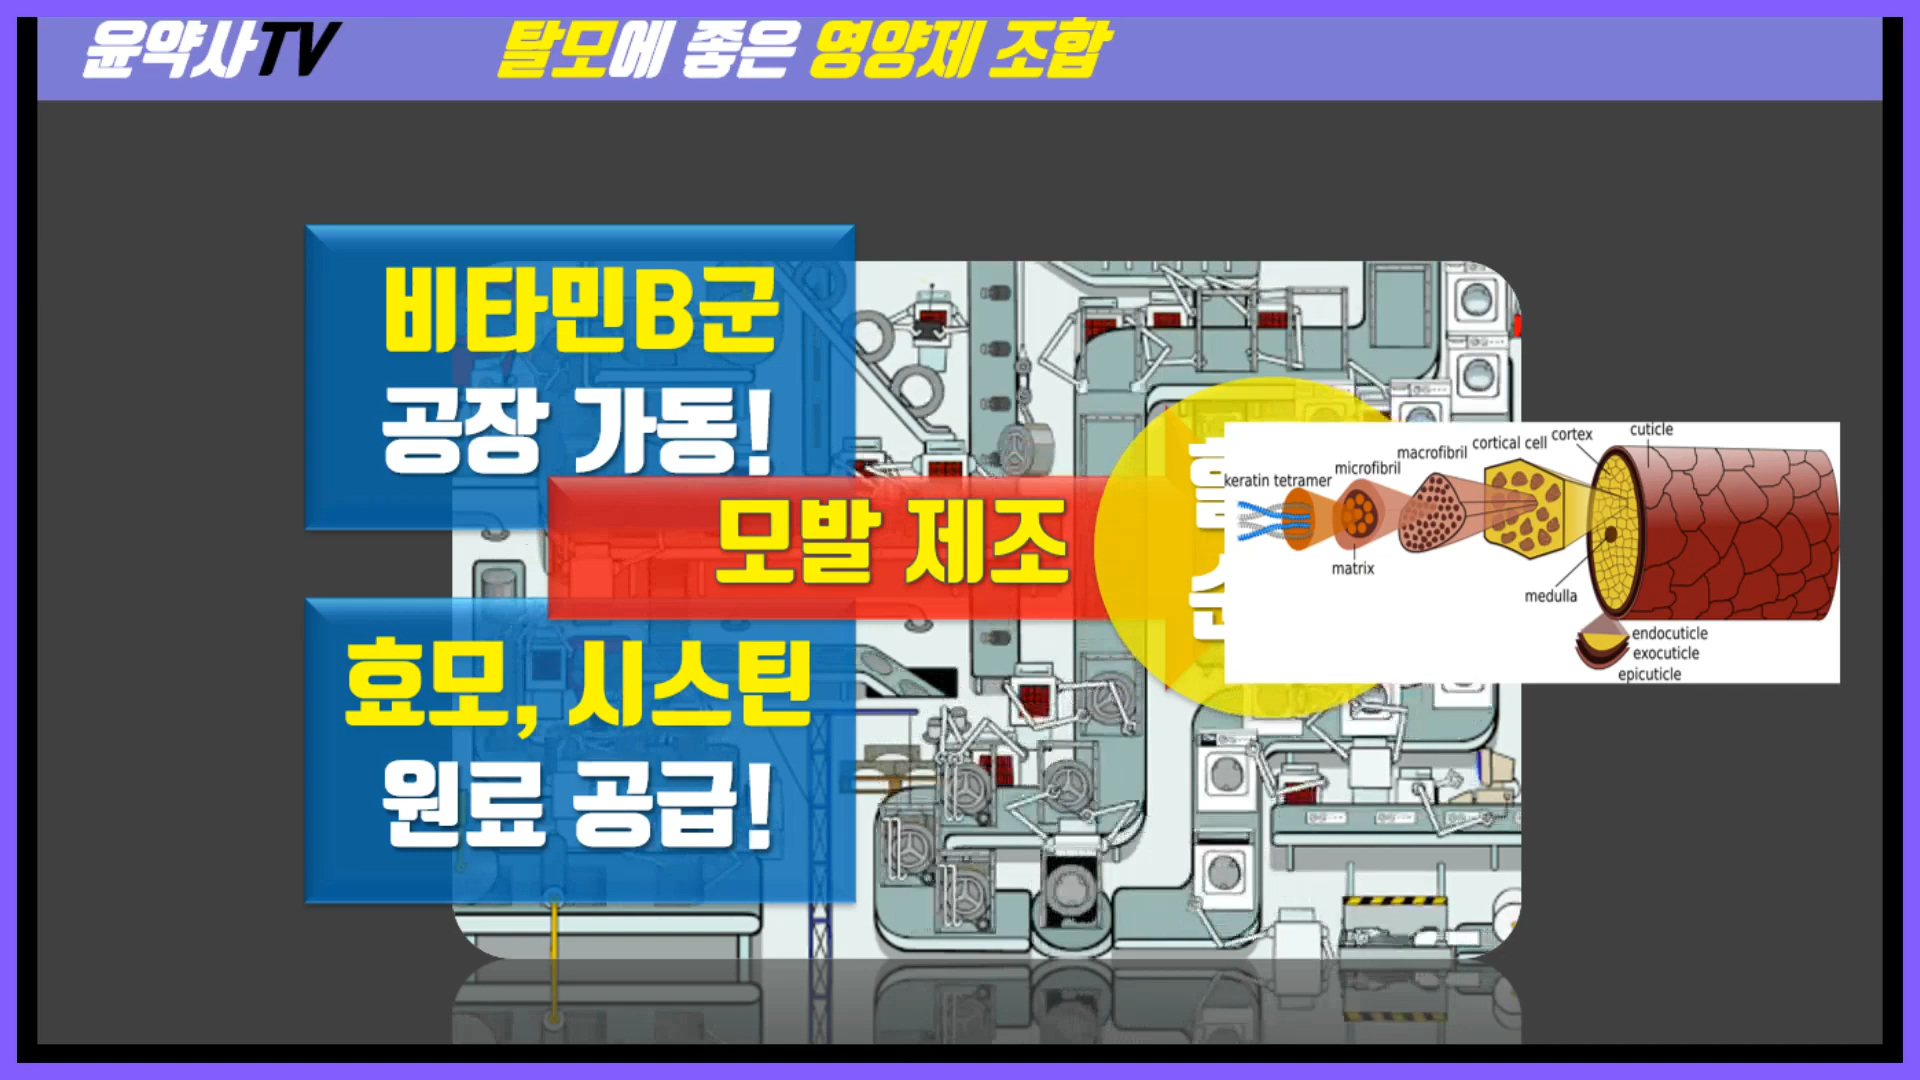 윤약사TV
탈모에 좋은 영양제 조합
비타민B군
공장 가동!
모발 제조
효모, 시스틴
원료 공급!
cuticle
cortex
cortical cell
macrofibril
microfibril
keratin tetramer
matrix
medulla
endocuticle
exocuticle
epicuticle